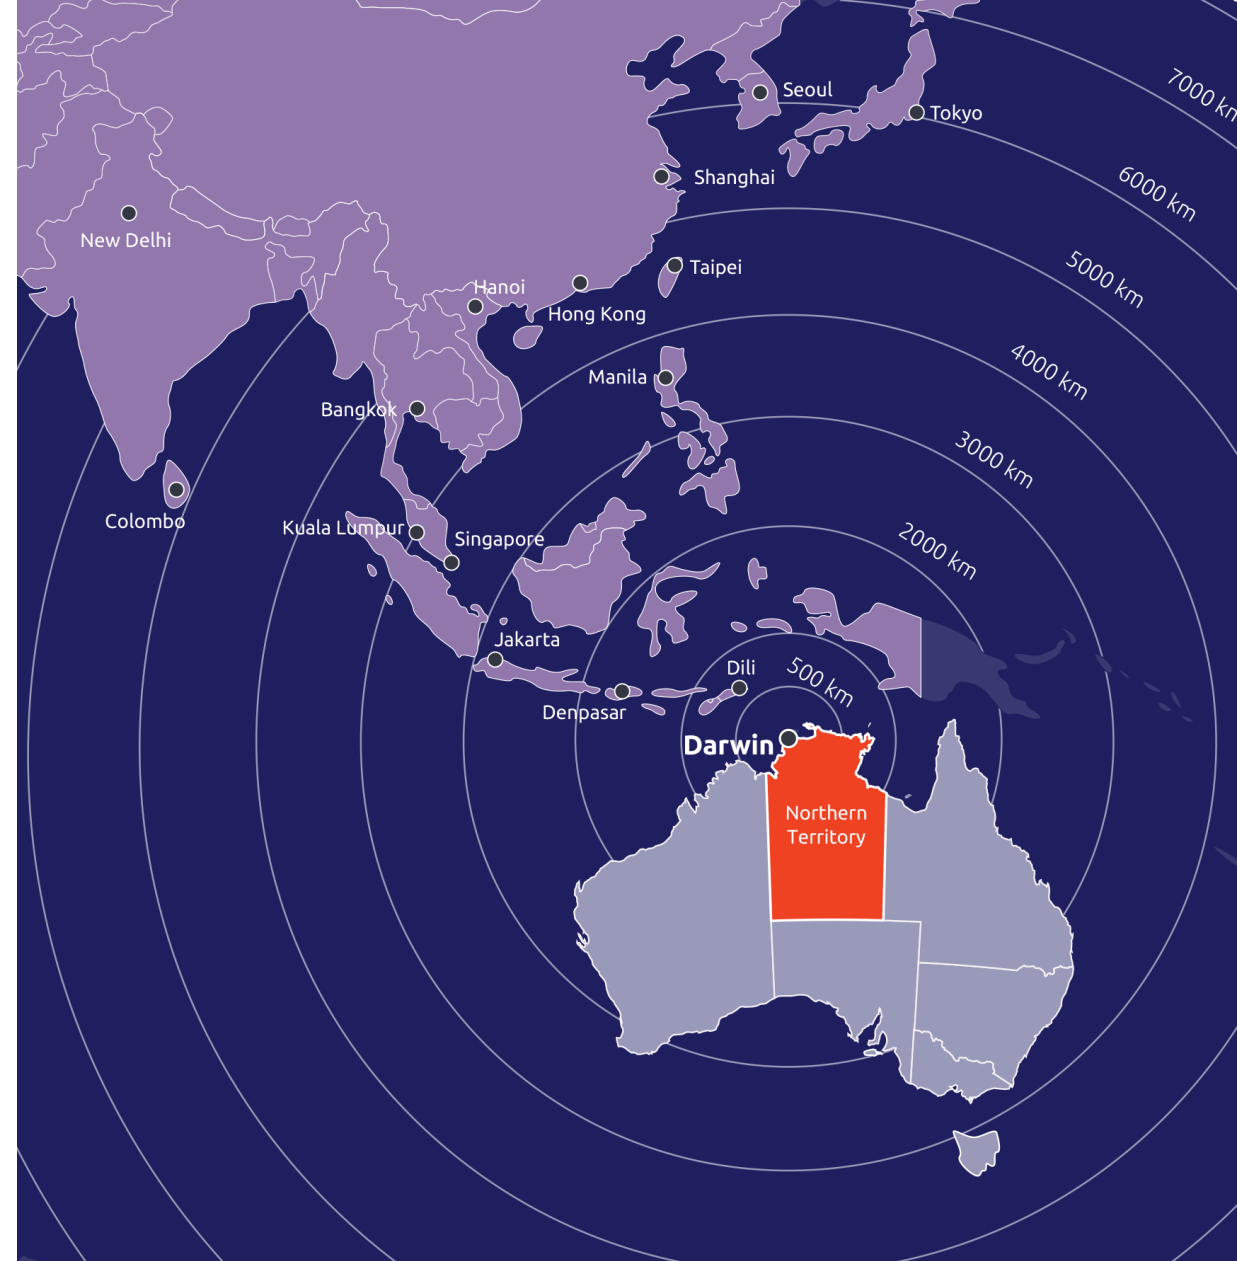 7000 km
Seoul
Tokyo
Shanghai
6000 km
New Delhi
Taipei
5000 km
Hanoi
Hong Kong
4000 km
Manila
Bangkok
3000 km
Colombo
Kuala Lumpur
Singapore
2000 km
Jakarta
Dili
500 km
Denpasar
Darwin
Northern
Territory